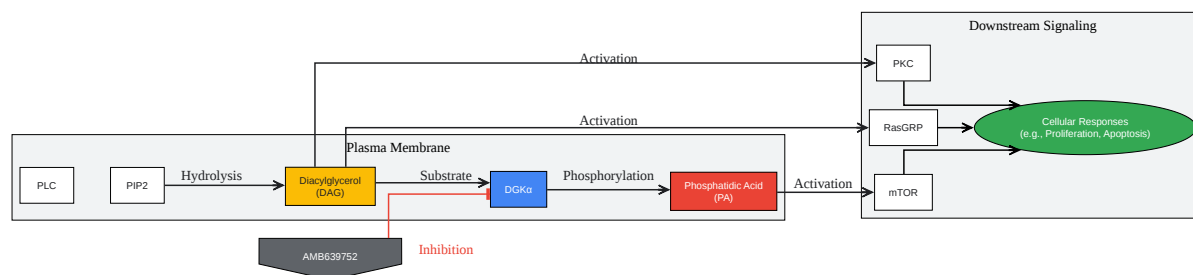 Downstream Signaling
Activation
PKC
Activation
RasGRP
Cellular Responses
(e.g., Proliferation, Apoptosis)
Plasma Membrane
PLC
PIP2
Hydrolysis
Diacylglycerol
(DAG)
Substrate
DGKα
Phosphorylation
Phosphatidic Acid
(PA)
Activation
mTOR
AMB639752
Inhibition